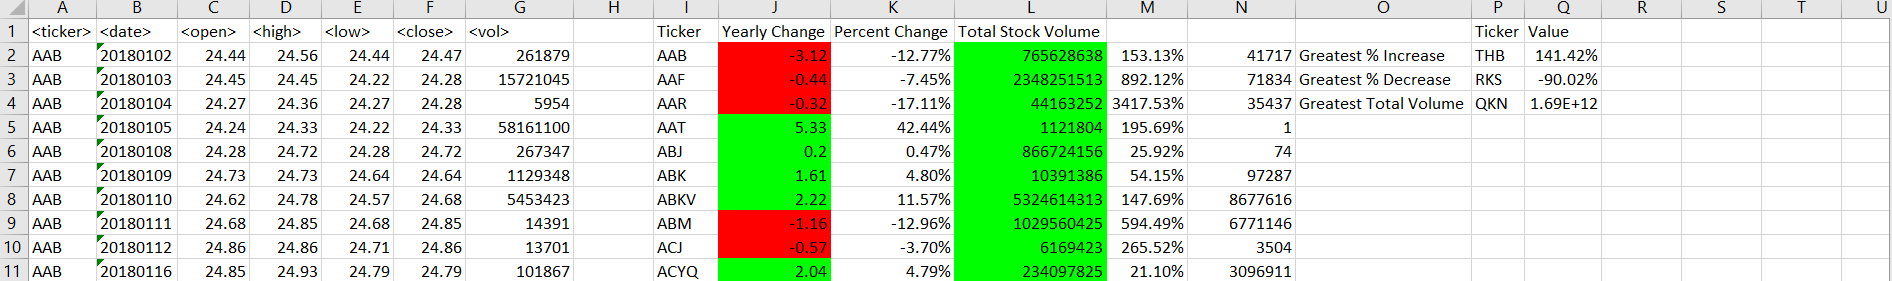 A B C D E F G H I J K L M N O P Q R S T U
1 <ticker> <date> <open> <high> <low> <close> <vol> Ticker Yearly Change Percent Change Total Stock Volume Ticker Value
2 AAB 20180102 24.44 24.56 24.44 24.47 261879 AAB -3.12 -12.77% 765628638 153.13% 41717 Greatest % Increase THB 141.42%
3 AAB 20180103 24.45 24.45 24.22 24.28 15721045 AAF -0.44 -7.45% 2348251513 892.12% 71834 Greatest % Decrease RKS -90.02%
4 AAB 20180104 24.27 24.36 24.27 24.28 5954 AAR -0.32 -17.11% 44163252 3417.53% 35437 Greatest Total Volume QKN 1.69E+12
5 AAB 20180105 24.24 24.33 24.22 24.33 58161100 AAT 5.33 42.44% 1121804 195.69% 1
6 AAB 20180108 24.28 24.72 24.28 24.72 267347 ABJ 0.2 0.47% 866724156 25.92% 74
7 AAB 20180109 24.73 24.73 24.64 24.64 1129348 ABK 1.61 4.80% 10391386 54.15% 97287
8 AAB 20180110 24.62 24.78 24.57 24.68 5453423 ABKV 2.22 11.57% 5324614313 147.69% 8677616
9 AAB 20180111 24.68 24.85 24.68 24.85 14391 ABM -1.16 -12.96% 1029560425 594.49% 6771146
10 AAB 20180112 24.86 24.86 24.71 24.86 13701 ACJ -0.57 -3.70% 6169423 265.52% 3504
11 AAB 20180116 24.85 24.93 24.79 24.79 101867 ACYQ 2.04 4.79% 234097825 21.10% 3096911